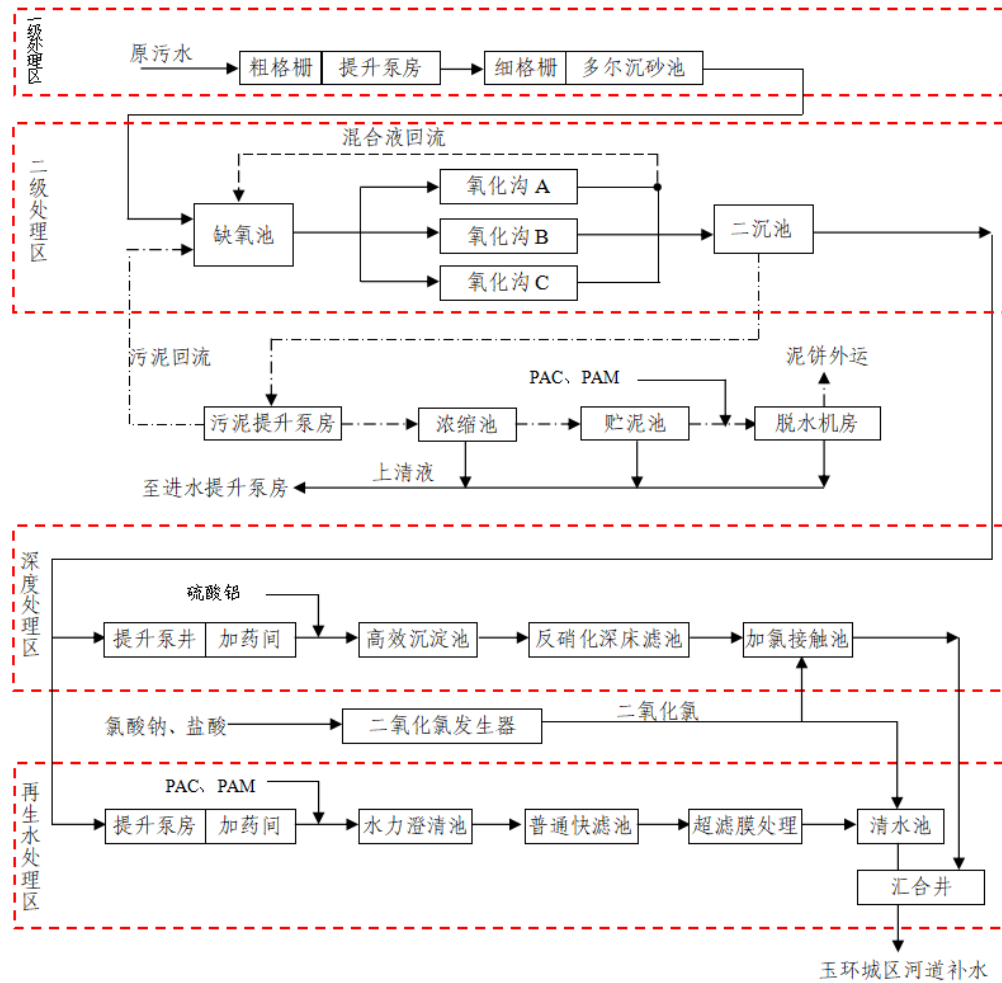 一级处理区
原污水
粗格栅
提升泵房
细格栅
多尔沉砂池
二级处理区
混合液回流
缺氧池
氧化沟 A
氧化沟 B
氧化沟 C
二沉池
污泥回流
PAC、PAM
泥饼外运
污泥提升泵房
浓缩池
贮泥池
脱水机房
上清液
至进水提升泵房
深度处理区
硫酸铝
提升泵井
加药间
高效沉淀池
反硝化深床滤池
加氯接触池
氯酸钠、盐酸
二氧化氯发生器
二氧化氯
再生水处理区
PAC、PAM
提升泵房
加药间
水力澄清池
普通快滤池
超滤膜处理
清水池
汇合井
玉环城区河道补水